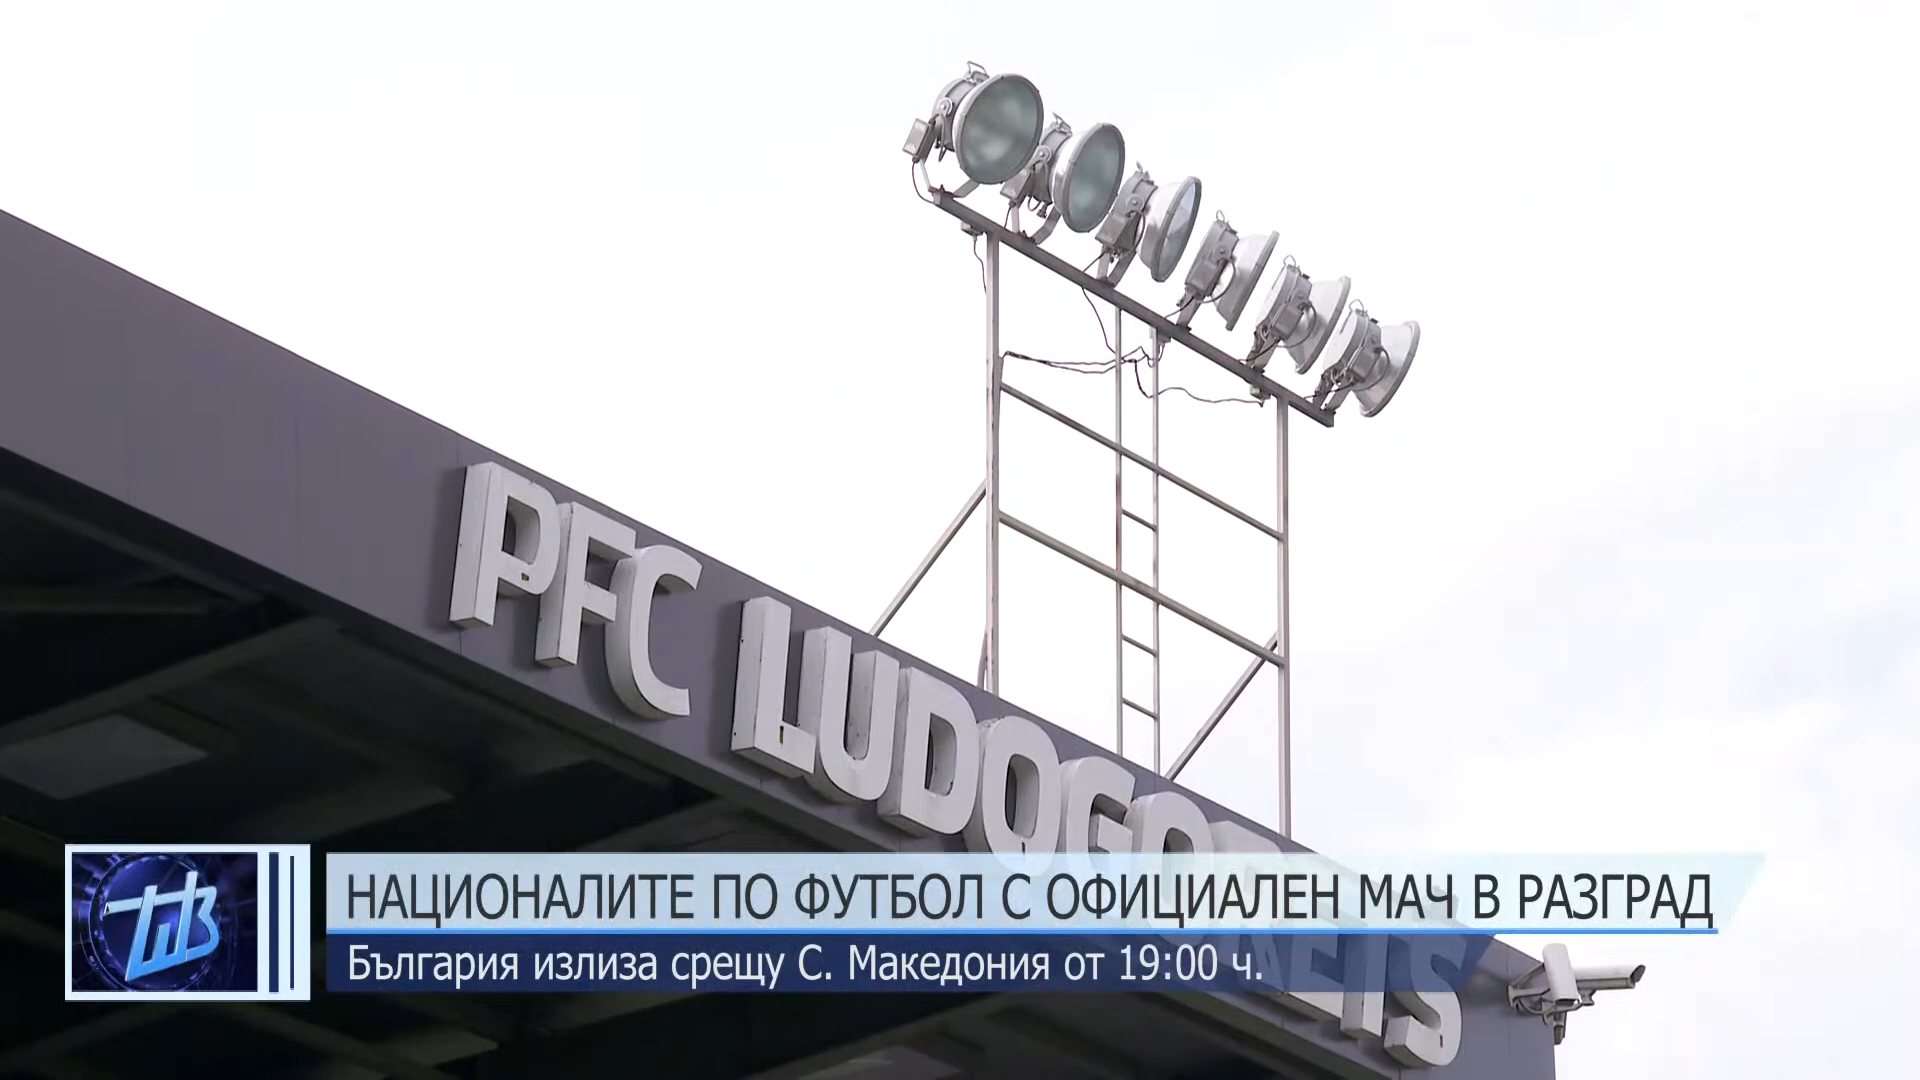 PFC LUDOGORETS
НАЦИОНАЛИТЕ ПО ФУТБОЛ С ОФИЦИАЛЕН МАЧ В РАЗГРАД
България излиза срещу С. Македония от 19:00 ч.